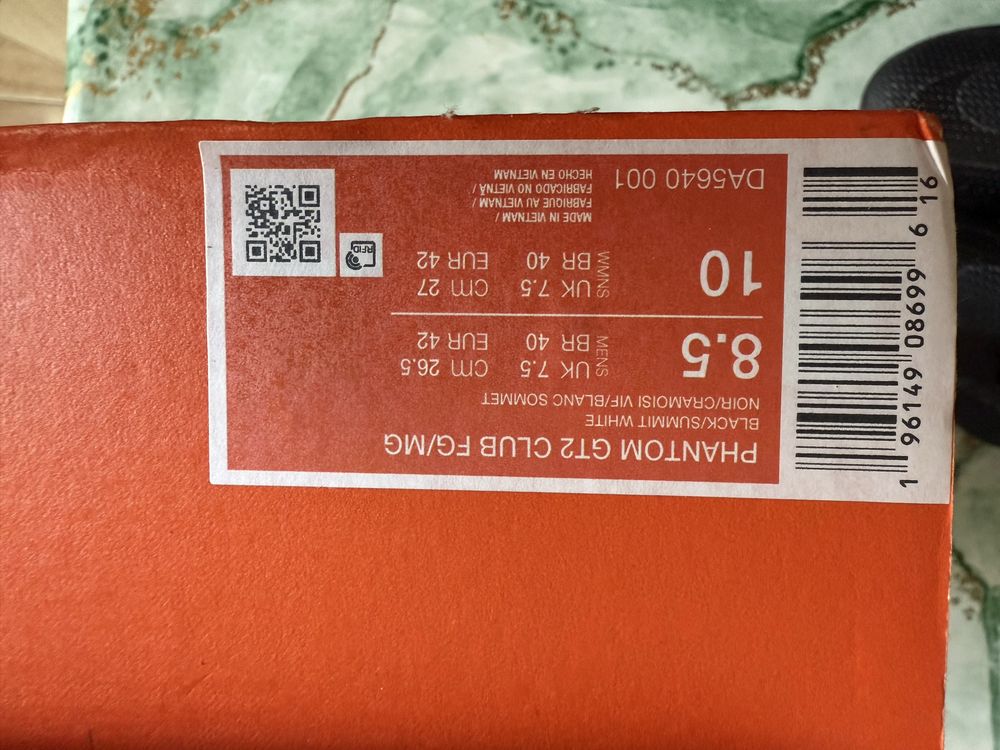 PHANTOM GT2 CLUB FG/MG
BLACK/SUMMIT WHITE
NOIR/CRAMOISI VIF/BLANC SOMMET
8.5 MENS UK 7.5 CM 26.5
BR 40 EUR 42
10 WMNS UK 7.5 CM 27
BR 40 EUR 42
RFID
MADE IN VIETNAM /
FABRIQUE AU VIETNAM /
FABRICADO NO VIETNÃ /
HECHO EN VIETNAM
DA5640 001
1 96149 08699 6 16